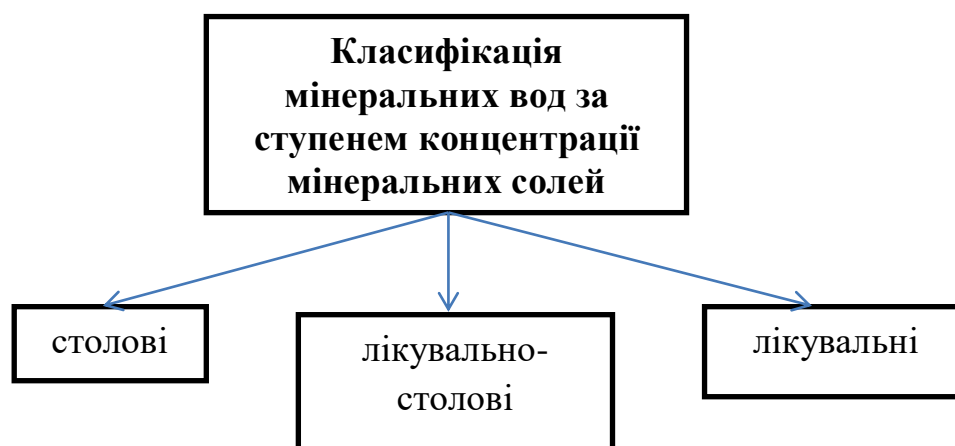 Класифікація
мінеральних вод за
ступенем концентрації
мінеральних солей
столові
лікувально-
столові
лікувальні